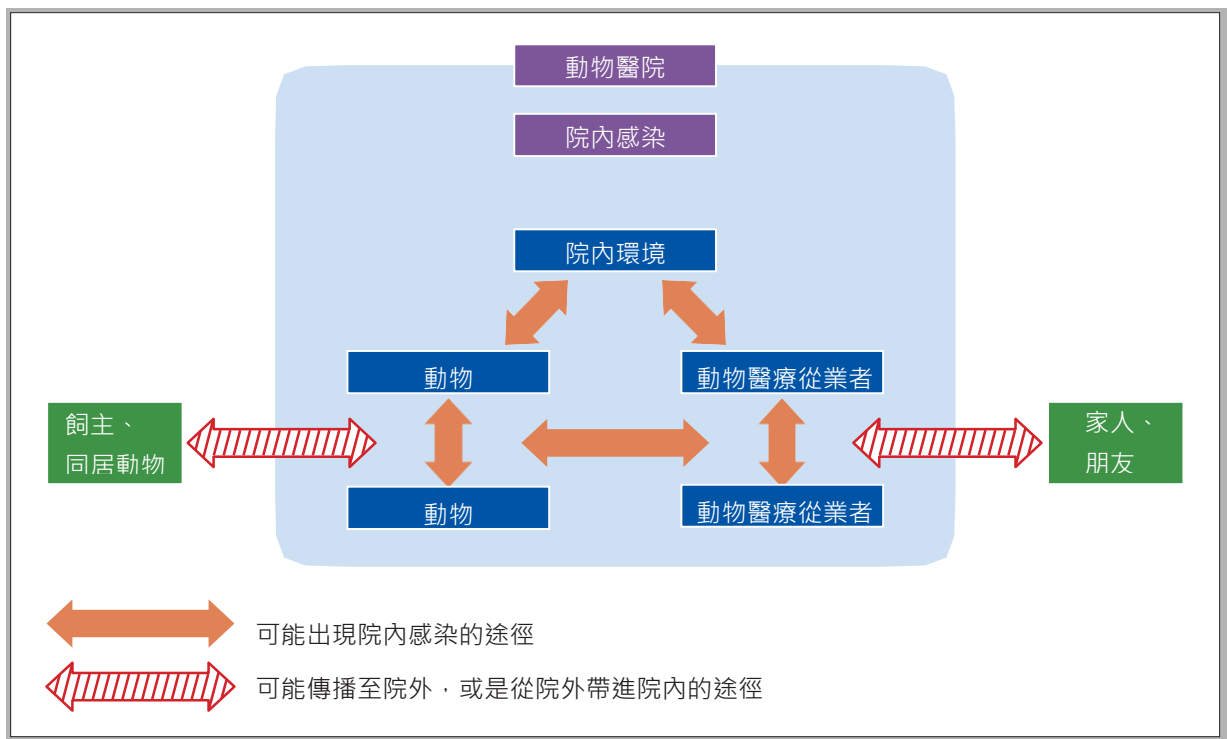 動物醫院
院內感染
院內環境
動物
動物醫療從業者
飼主、
同居動物
家人、
朋友
動物
動物醫療從業者
可能出現院內感染的途徑
可能傳播至院外，或是從院外帶進院內的途徑